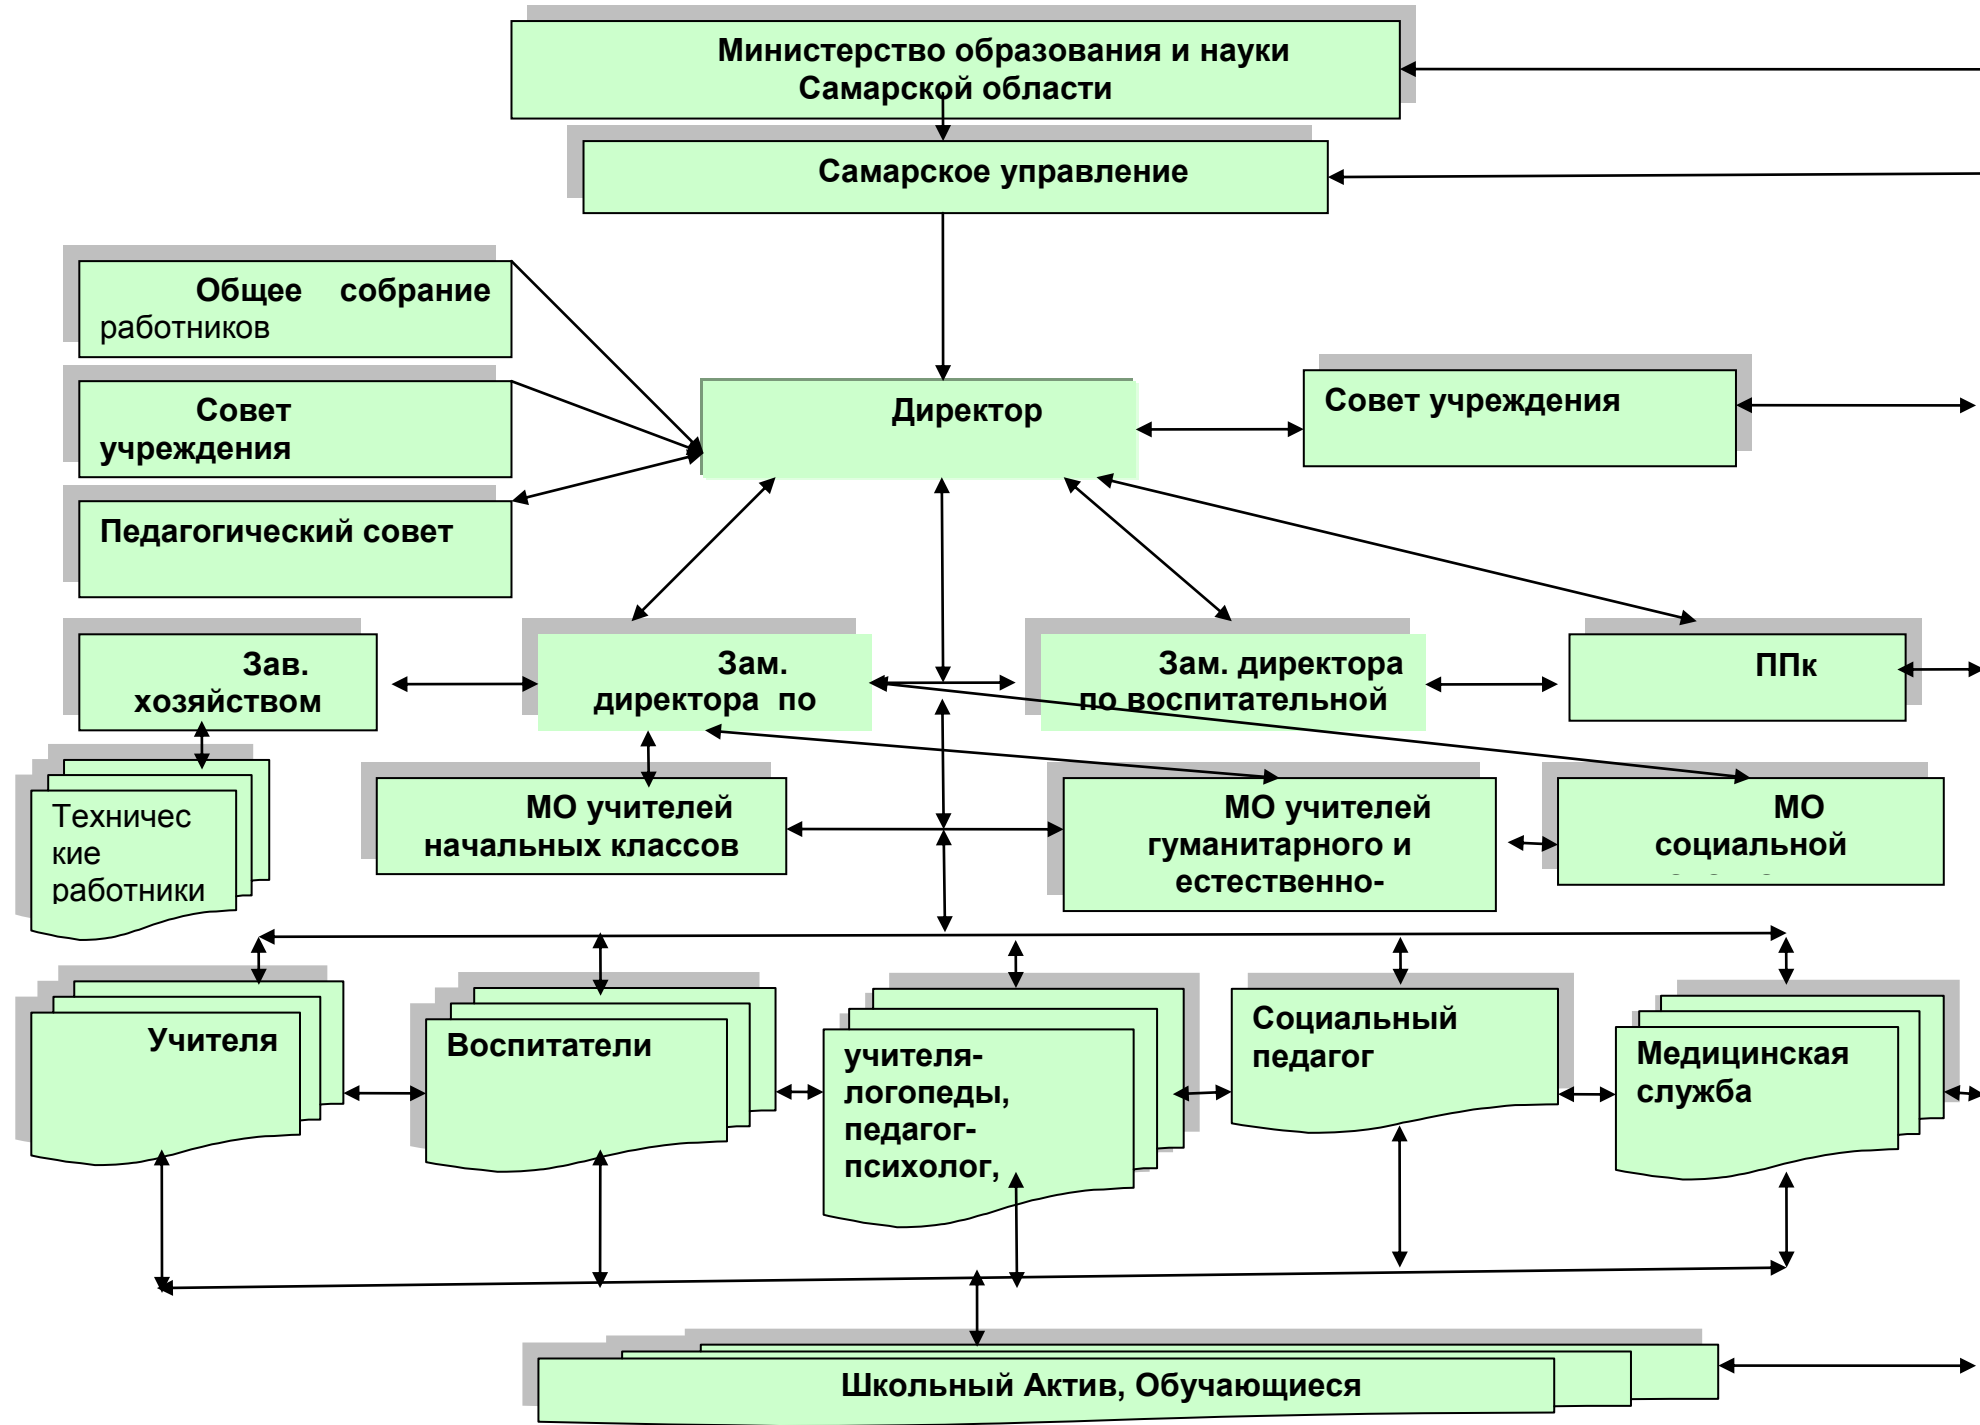 Министерство образования и науки
Самарской области
Самарское управление
Общее собрание
работников
Совет
учреждения
Педагогический совет
Директор
Совет учреждения
Зав.
хозяйством
Зам.
директора по
Зам. директора
по воспитательной
ППк
Техничес
кие
работники
МО учителей
начальных классов
МО учителей
гуманитарного и
естественно-
МО
социальной
Учителя
Воспитатели
учителя-
логопеды,
педагог-
психолог,
Социальный
педагог
Медицинская
служба
Школьный Актив, Обучающиеся